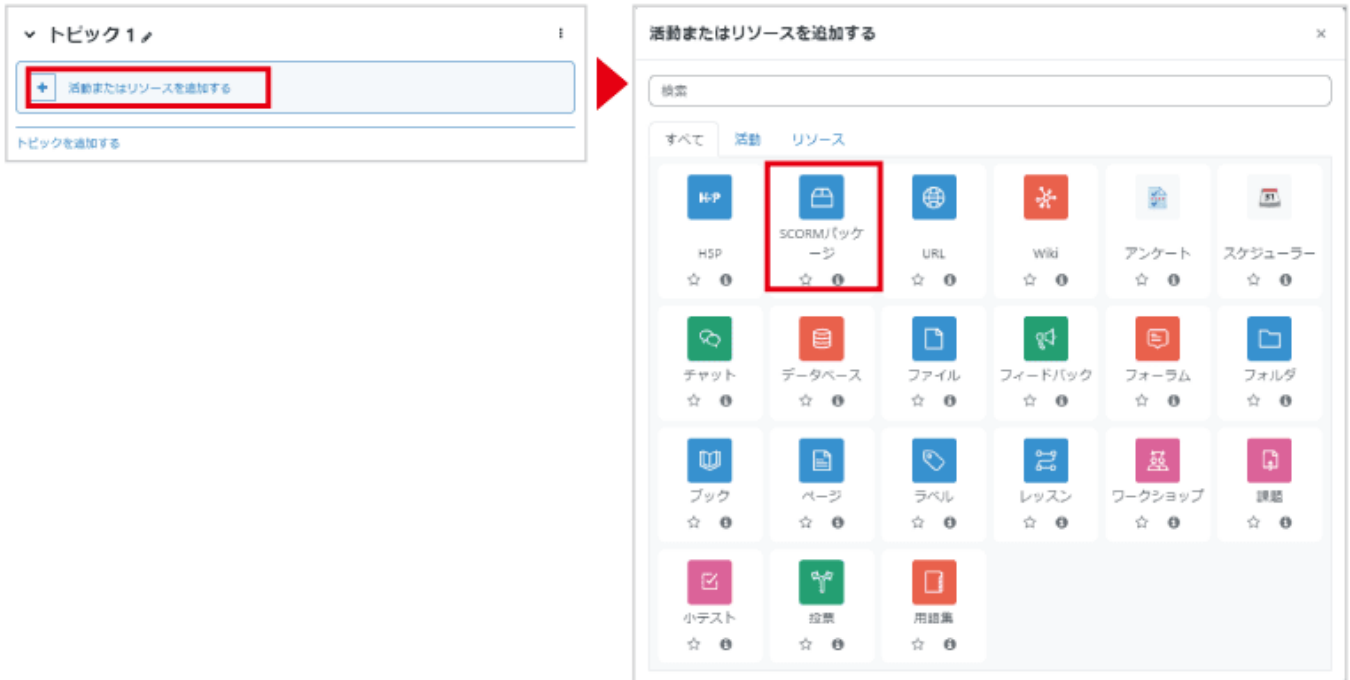 トピック 1
活動またはリソースを追加する
トピックを追加する
活動またはリソースを追加する
×
検索
すべて 活動 リソース
H-P
31
SCORMパッケ
ージ
H5P URL Wiki アンケート スケジューラー
チャット データベース ファイル フィードバック フォーラム フォルダ
ブック ページ ラベル レッスン ワークショップ 課題
小テスト 投票 用語集